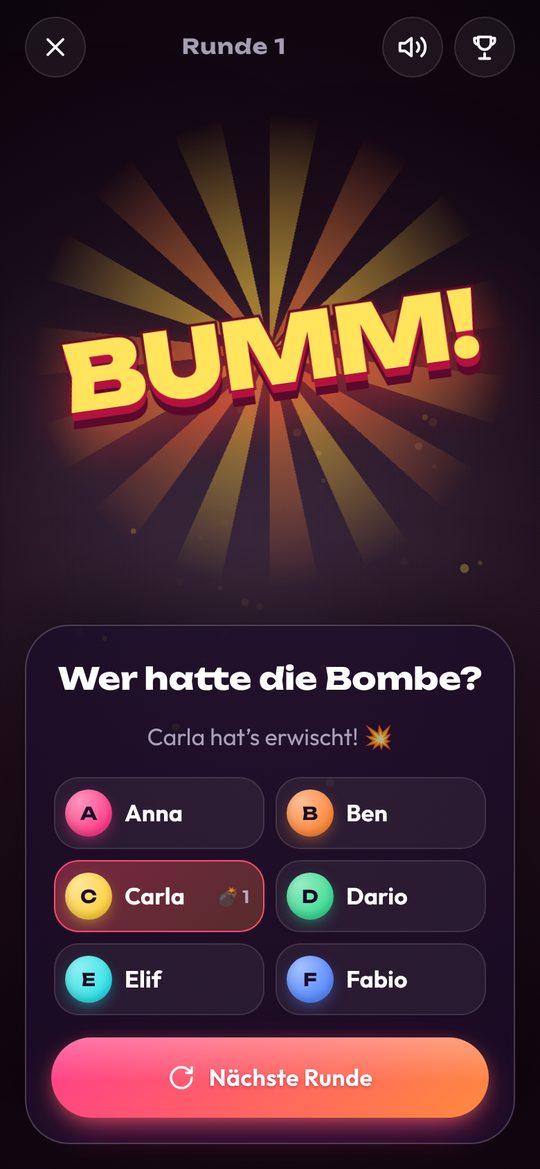 Runde 1
BUMM!
Wer hatte die Bombe?
Carla hat’s erwischt! 💥
A Anna
B Ben
C Carla 💣 1
D Dario
E Elif
F Fabio
Nächste Runde